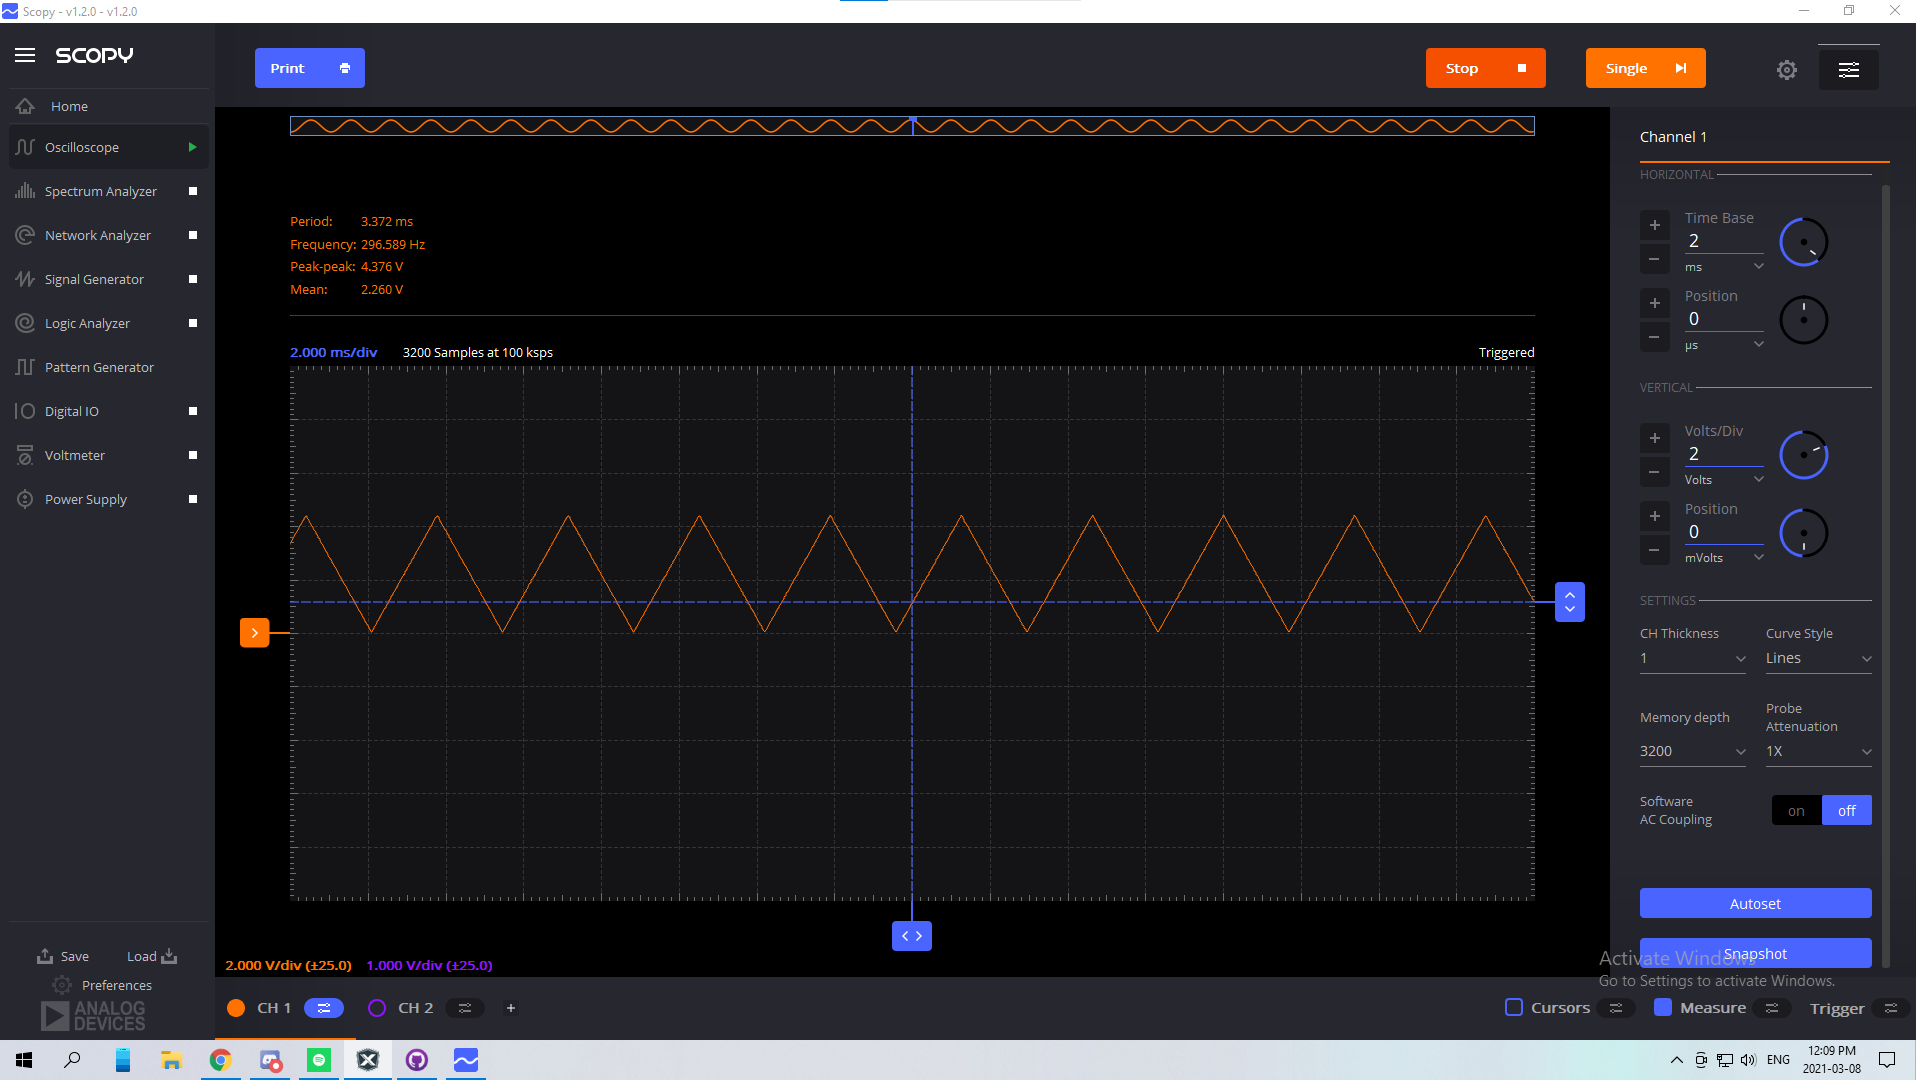 Scopy - v1.2.0 - v1.2.0
SCOPY
Print
Stop
Single
Home
Oscilloscope
Spectrum Analyzer
Network Analyzer
Signal Generator
Logic Analyzer
Pattern Generator
Digital IO
Voltmeter
Power Supply
Save
Load
Preferences
ANALOG
DEVICES
Period: 3.372 ms
Frequency: 296.589 Hz
Peak-peak: 4.376 V
Mean: 2.260 V
2.000 ms/div 3200 Samples at 100 ksps
Triggered
2.000 V/div (±25.0) 1.000 V/div (±25.0)
CH 1
CH 2
+
Cursors
Measure
Trigger
Channel 1
HORIZONTAL
Time Base
2
ms
Position
0
µs
VERTICAL
Volts/Div
2
Volts
Position
0
mVolts
SETTINGS
CH Thickness
1
Curve Style
Lines
Memory depth
3200
Probe
Attenuation
1X
Software
AC Coupling
on off
Autoset
Snapshot
Activate Windows
Go to Settings to activate Windows.
ENG
12:09 PM
2021-03-08